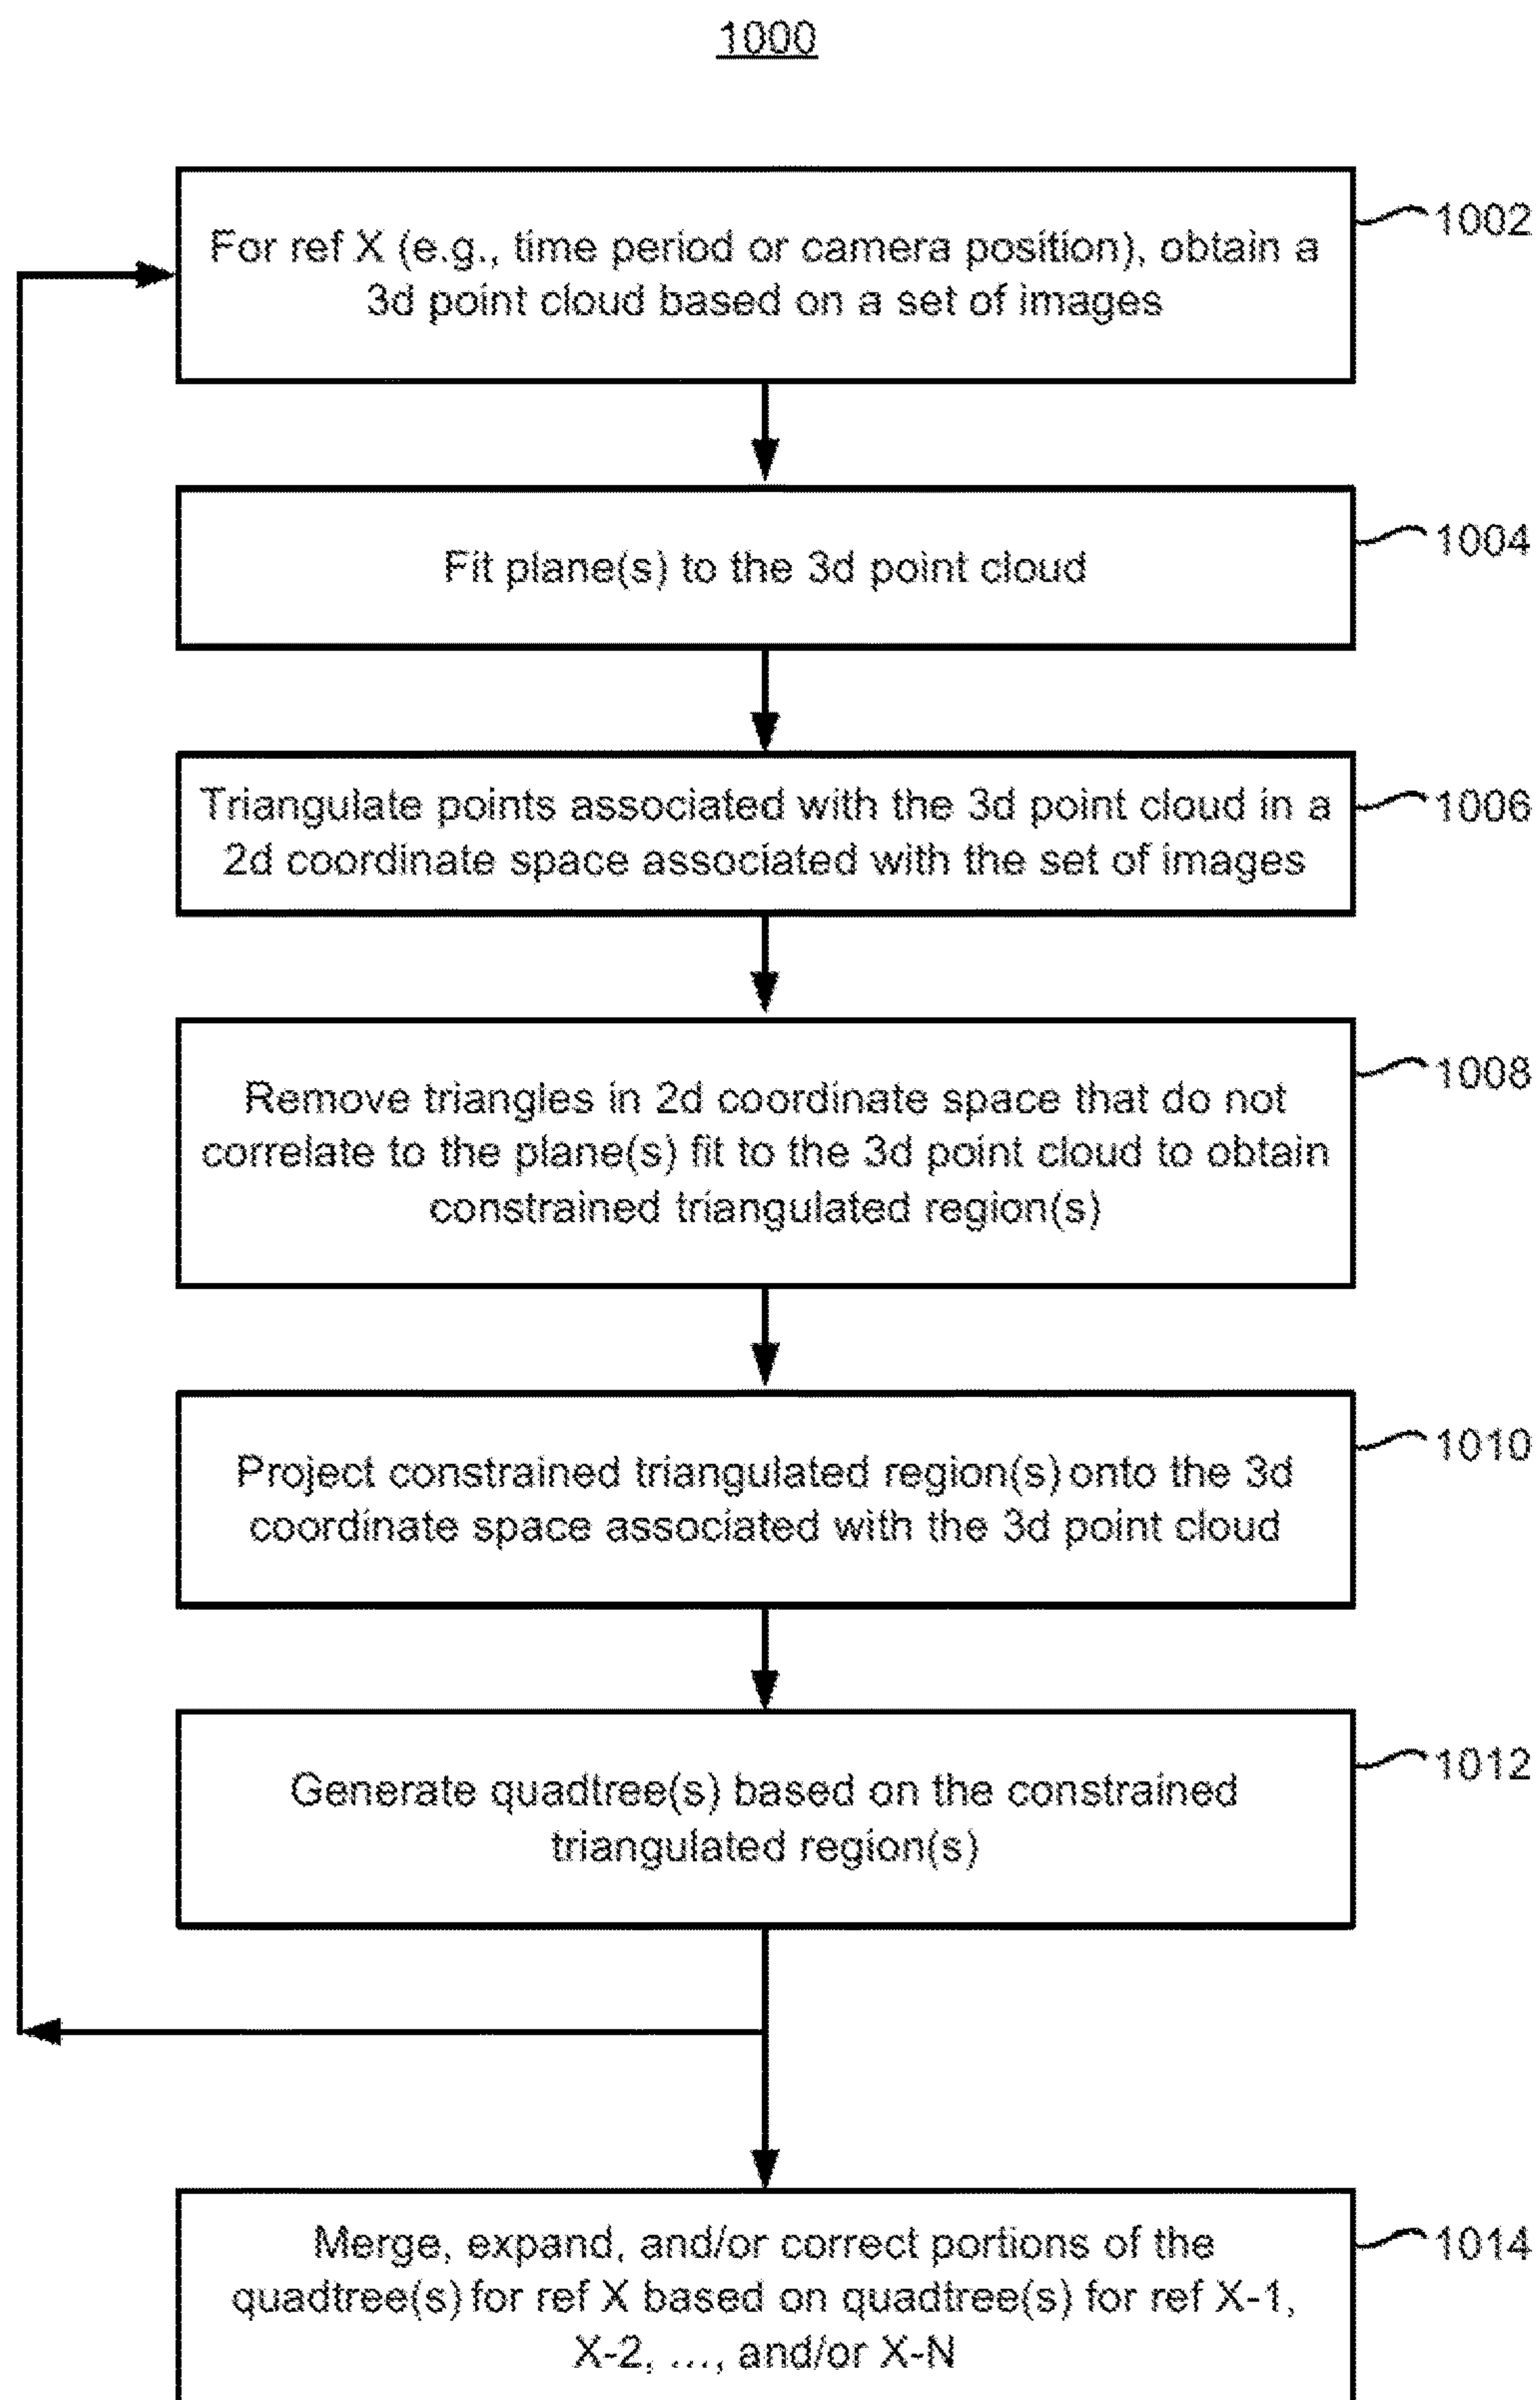 1000
For ref X (e.g., time period or camera position), obtain a
3d point cloud based on a set of images
1002
Fit plane(s) to the 3d point cloud
1004
Triangulate points associated with the 3d point cloud in a
2d coordinate space associated with the set of images
1006
Remove triangles in 2d coordinate space that do not
correlate to the plane(s) fit to the 3d point cloud to obtain
constrained triangulated region(s)
1008
Project constrained triangulated region(s) onto the 3d
coordinate space associated with the 3d point cloud
1010
Generate quadtree(s) based on the constrained
triangulated region(s)
1012
Merge, expand, and/or correct portions of the
quadtree(s) for ref X based on quadtree(s) for ref X-1,
X-2, ..., and/or X-N
1014